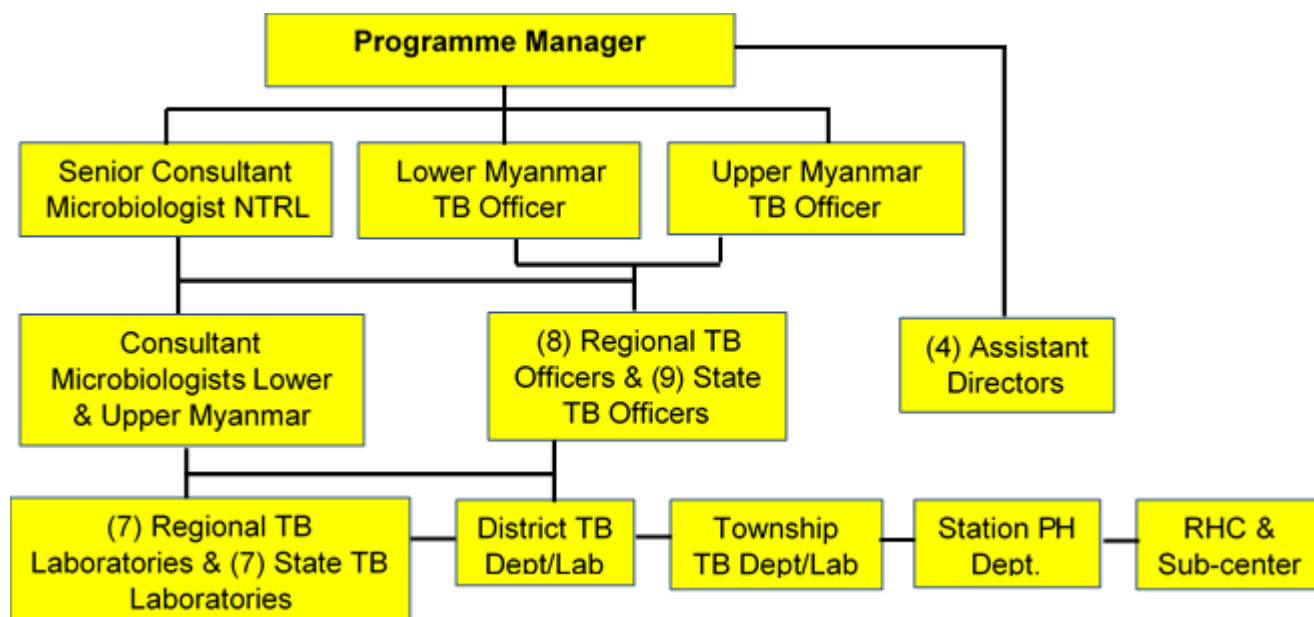 Programme Manager
Senior Consultant
Microbiologist NTRL
Lower Myanmar
TB Officer
Upper Myanmar
TB Officer
Consultant
Microbiologists Lower
& Upper Myanmar
(8) Regional TB
Officers & (9) State
TB Officers
(4) Assistant
Directors
(7) Regional TB
Laboratories & (7) State TB
Laboratories
District TB
Dept/Lab
Township
TB Dept/Lab
Station PH
Dept.
RHC &
Sub-center